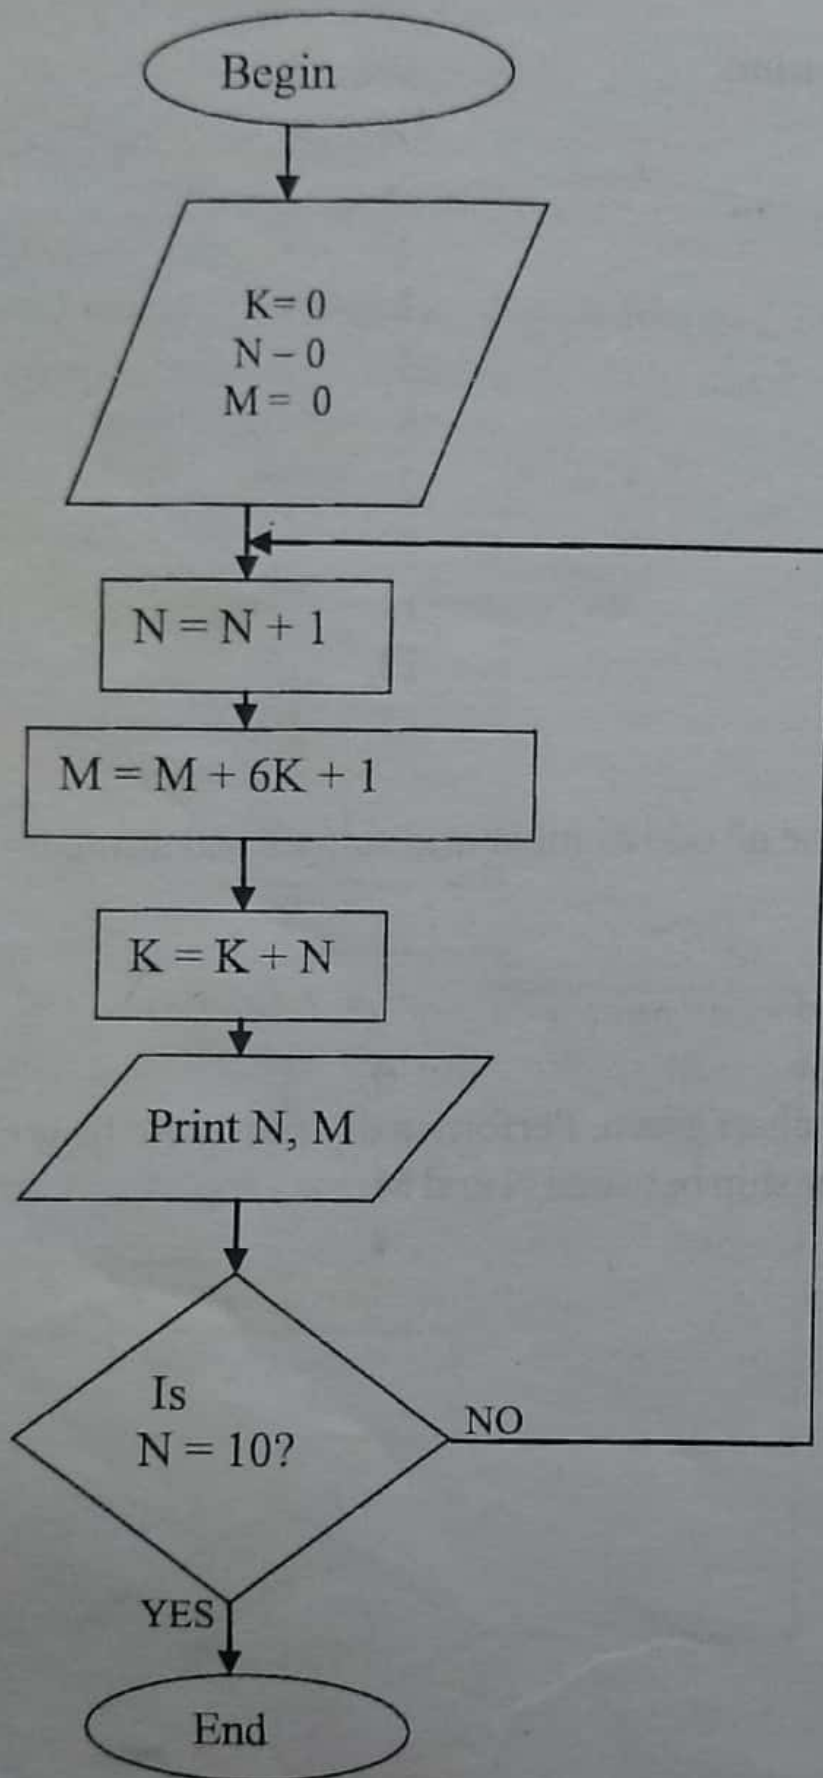 Begin
K= 0
N – 0
M = 0
N = N + 1
M = M + 6K + 1
K = K + N
Print N, M
Is
N = 10?
NO
YES
End